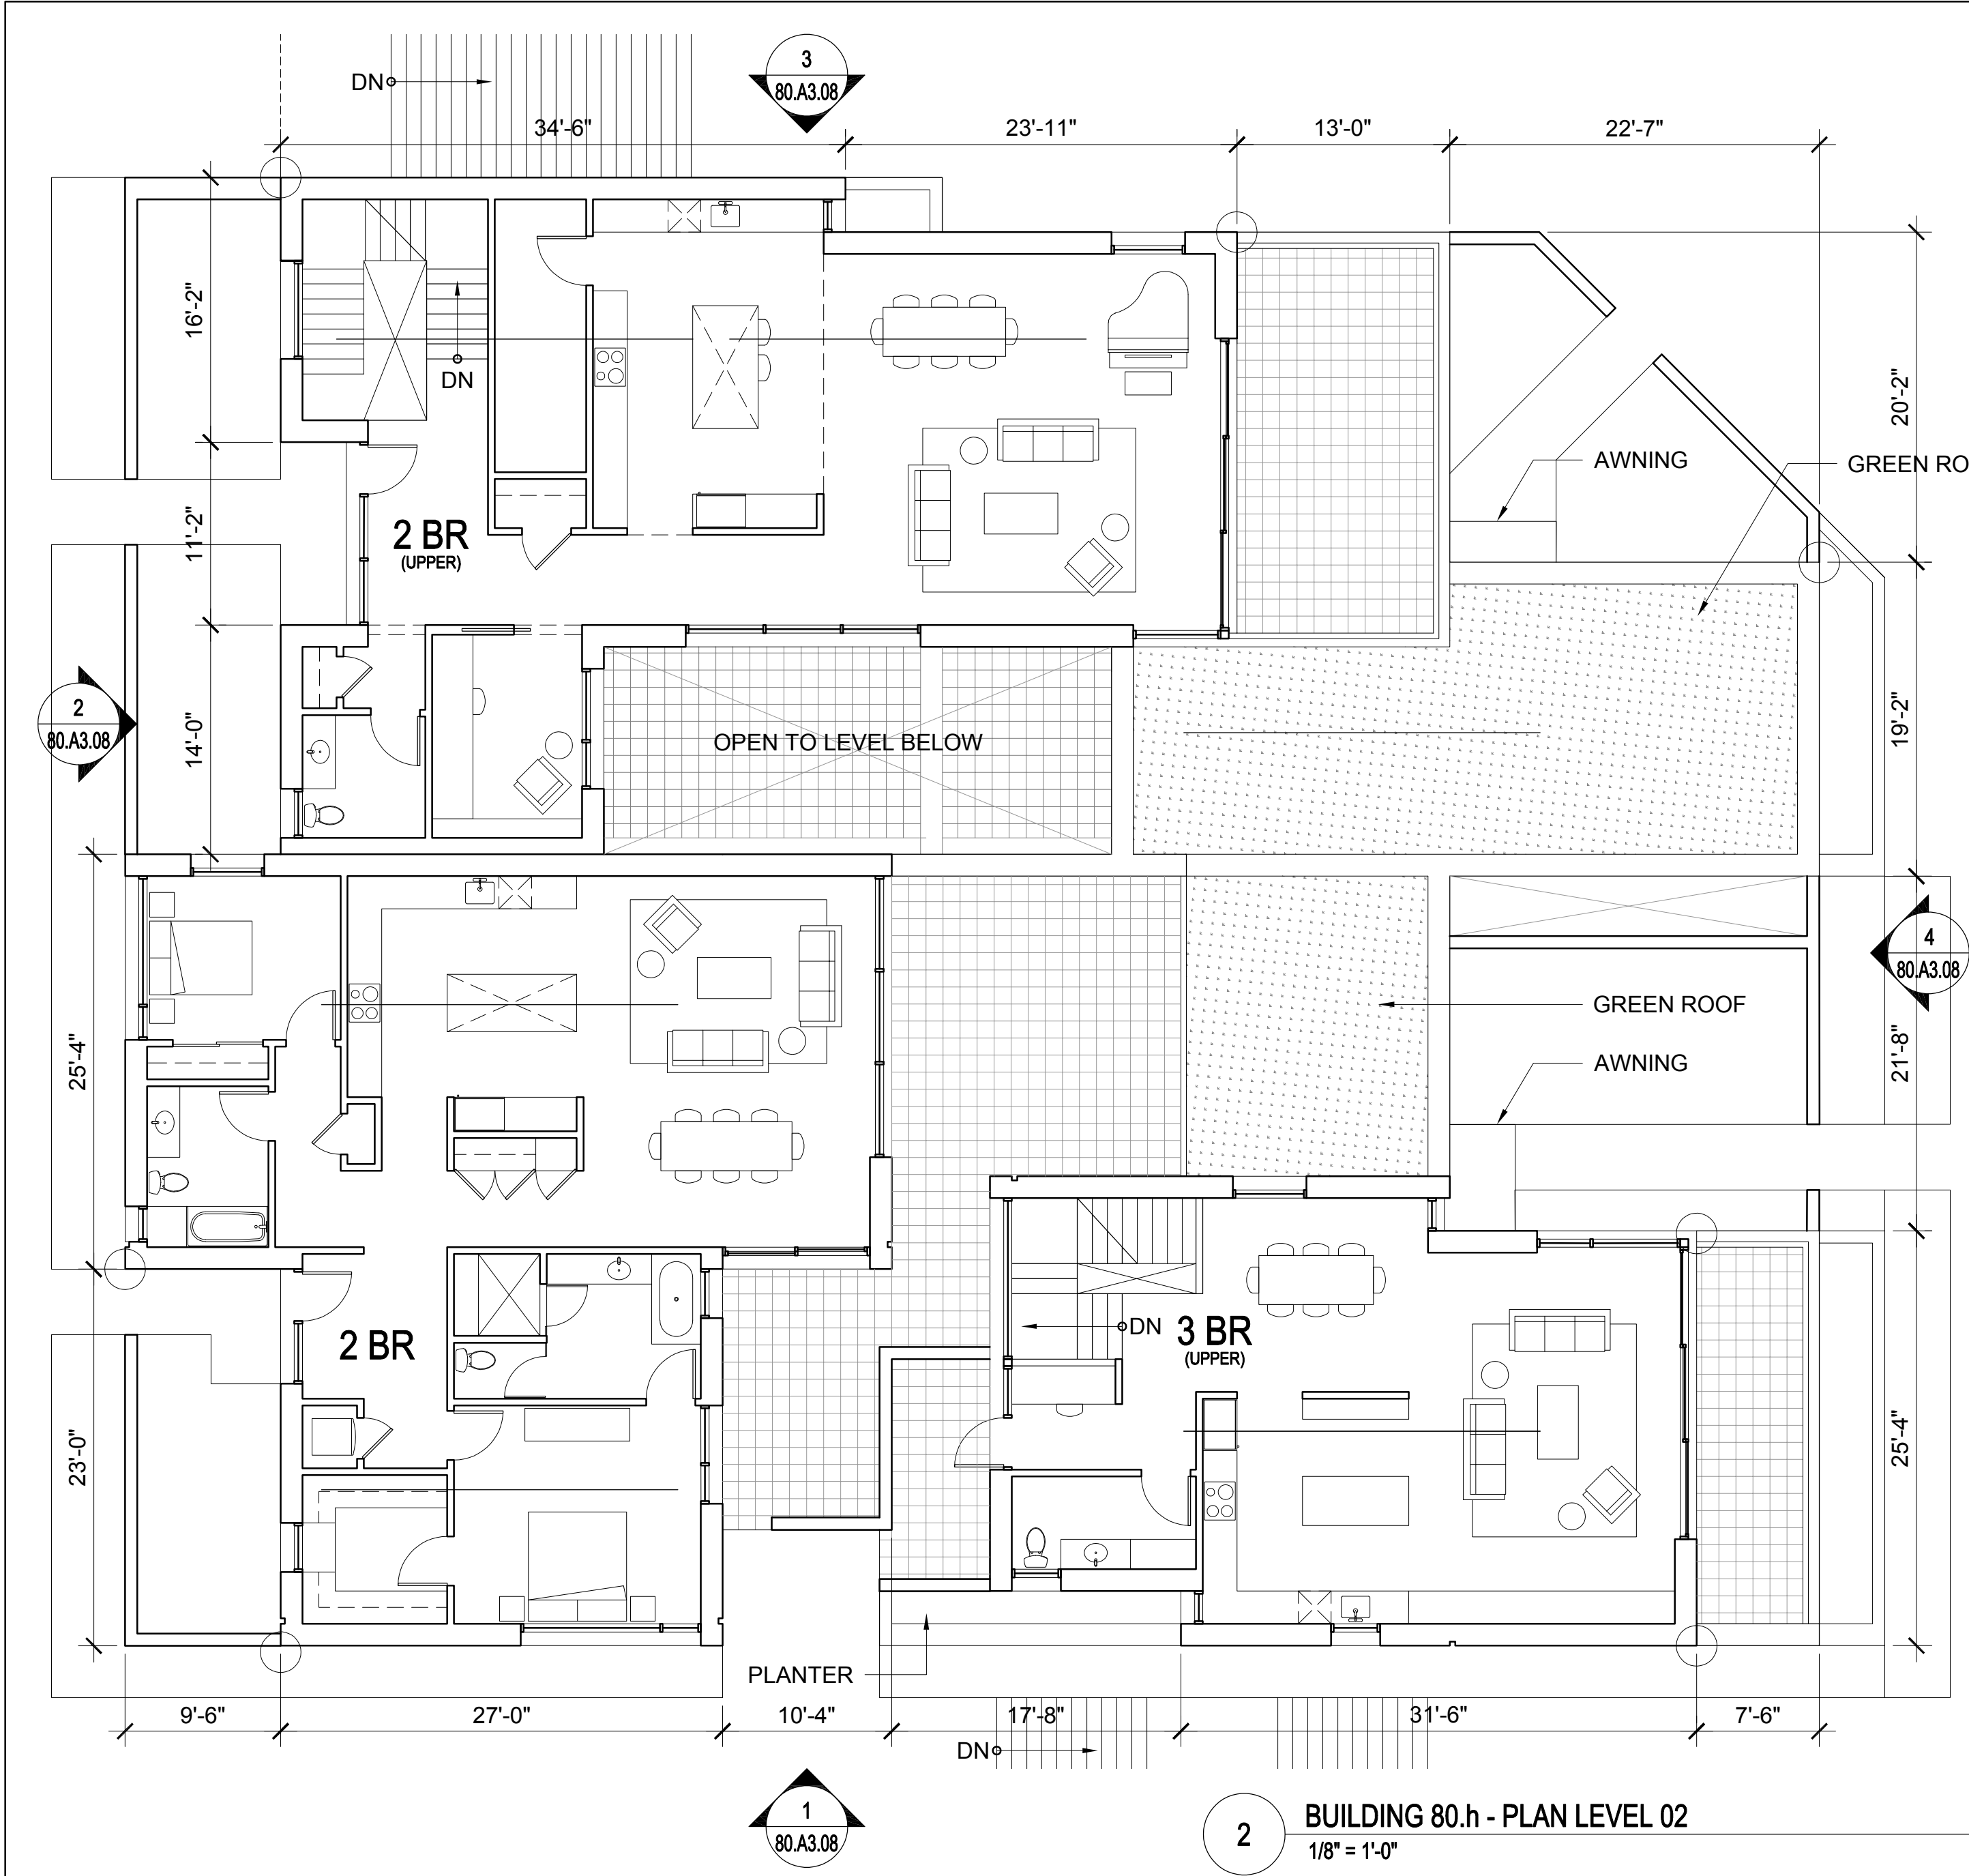 3
80.A3.08
DN
34'-6"
23'-11"
13'-0"
22'-7"
16'-2"
DN
20'-2"
AWNING
GREEN RO
11'-2"
2 BR
(UPPER)
2
80.A3.08
14'-0"
OPEN TO LEVEL BELOW
19'-2"
4
80.A3.08
GREEN ROOF
25'-4"
AWNING
21'-8"
DN
3 BR
(UPPER)
2 BR
23'-0"
25'-4"
PLANTER
9'-6"
27'-0"
10'-4"
17'-8"
31'-6"
7'-6"
DN
1
80.A3.08
2
BUILDING 80.h - PLAN LEVEL 02
1/8" = 1'-0"